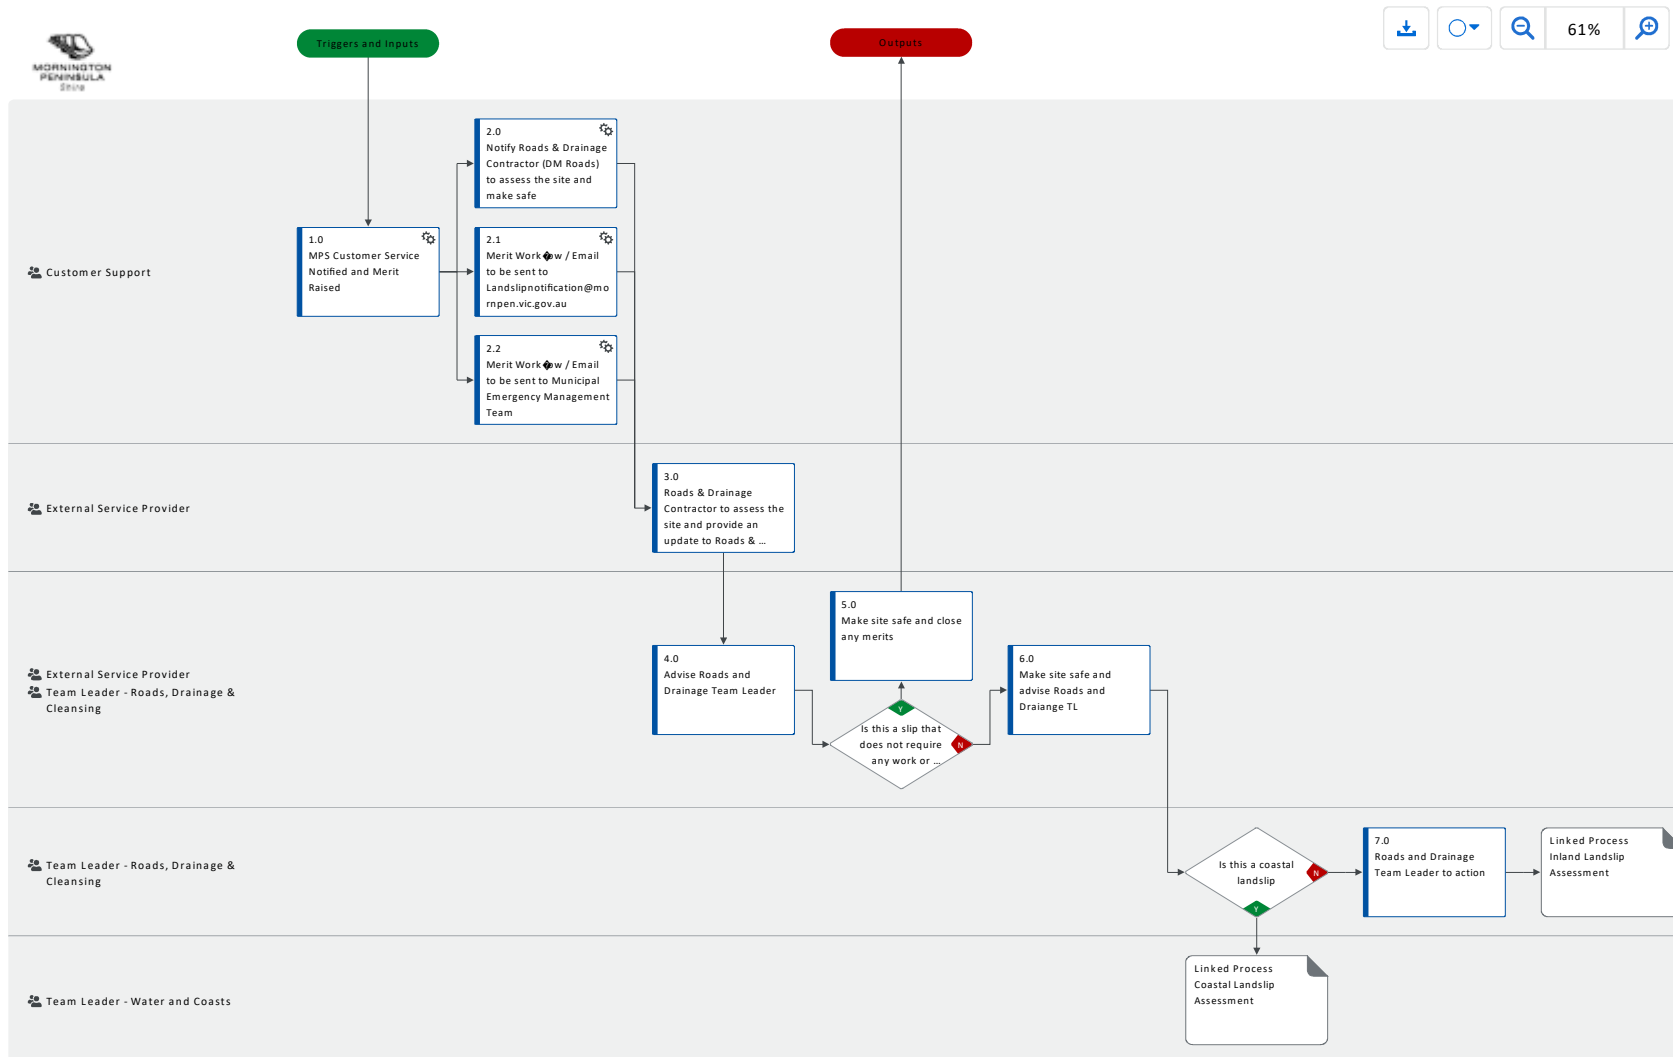 MORNINGTON
PENINSULA
Shire
Triggers and Inputs
Outputs
61%
Customer Support
1.0
MPS Customer Service
Notified and Merit
Raised
2.0
Notify Roads & Drainage
Contractor (DM Roads)
to assess the site and
make safe
2.1
Merit Work�ow / Email
to be sent to
Landslipnotification@mo
rnpen.vic.gov.au
2.2
Merit Work�ow / Email
to be sent to Municipal
Emergency Management
Team
External Service Provider
3.0
Roads & Drainage
Contractor to assess the
site and provide an
update to Roads & ...
External Service Provider
Team Leader - Roads, Drainage &
Cleansing
4.0
Advise Roads and
Drainage Team Leader
5.0
Make site safe and close
any merits
Y
Is this a slip that
does not require
any work or ...
N
6.0
Make site safe and
advise Roads and
Draiange TL
Team Leader - Roads, Drainage &
Cleansing
Is this a coastal
landslip
N
Y
7.0
Roads and Drainage
Team Leader to action
Linked Process
Inland Landslip
Assessment
Team Leader - Water and Coasts
Linked Process
Coastal Landslip
Assessment